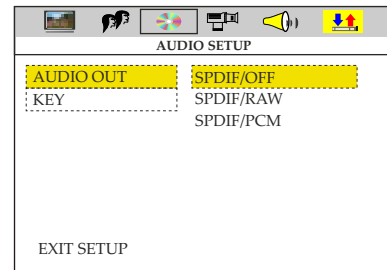 AUDIO SETUP
AUDIO OUT
KEY
SPDIF/OFF
SPDIF/RAW
SPDIF/PCM
EXIT SETUP